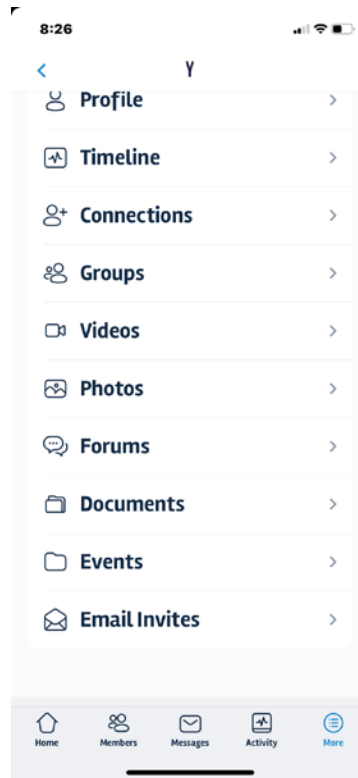 8:26
Y
Profile
Timeline
Connections
Groups
Videos
Photos
Forums
Documents
Events
Email Invites
Home Members Messages Activity More